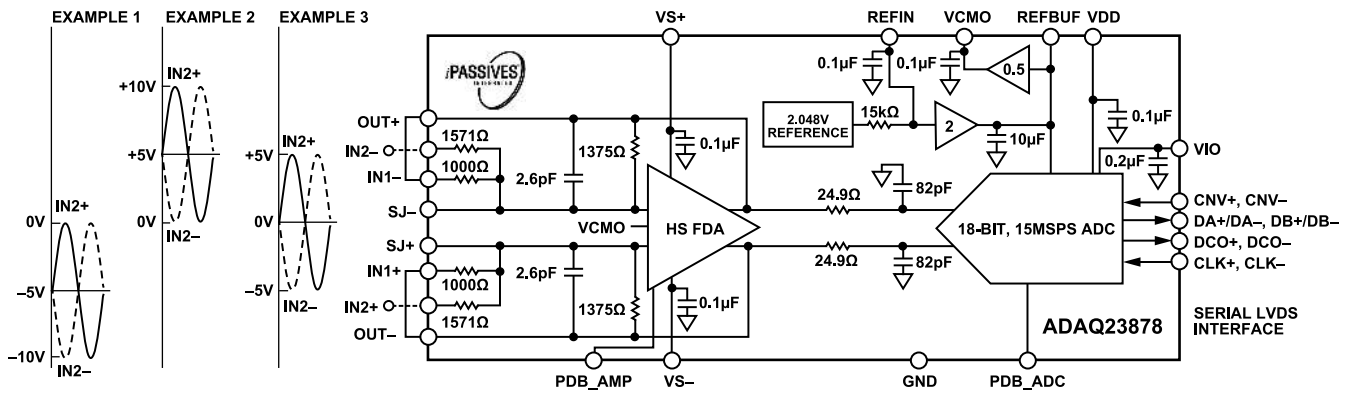 EXAMPLE 1
EXAMPLE 2
EXAMPLE 3
IN2+
0V
–5V
–10V
IN2–
IN2+
+10V
+5V
0V
IN2–
IN2+
+5V
0V
–5V
IN2–
VS+
REFIN
VCMO
REFBUF
VDD
iPASSIVES
INTEGRATED
OUT+
IN2–
IN1–
SJ–
SJ+
IN1+
IN2+
OUT–
1571Ω
1000Ω
2.6pF
1375Ω
0.1µF
VCMO
HS FDA
1000Ω
1571Ω
2.6pF
1375Ω
0.1µF
0.1µF
0.1µF
0.5
2.048V
REFERENCE
15kΩ
2
10µF
0.1µF
0.2µF
24.9Ω
82pF
24.9Ω
82pF
18-BIT, 15MSPS ADC
VIO
CNV+, CNV–
DA+/DA–, DB+/DB–
DCO+, DCO–
CLK+, CLK–
SERIAL LVDS
INTERFACE
ADAQ23878
PDB_AMP
VS–
GND
PDB_ADC